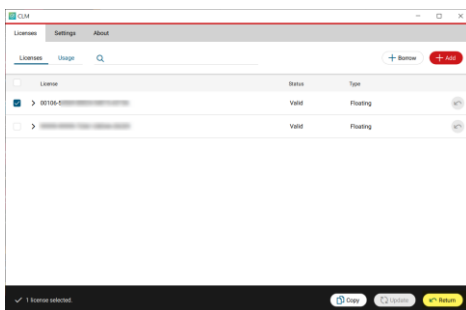 CLM
Licenses Settings About
Licenses Usage + Borrow + Add
License Status Type
00106-5 Valid Floating
Valid Floating
1 license selected. Copy Update Return